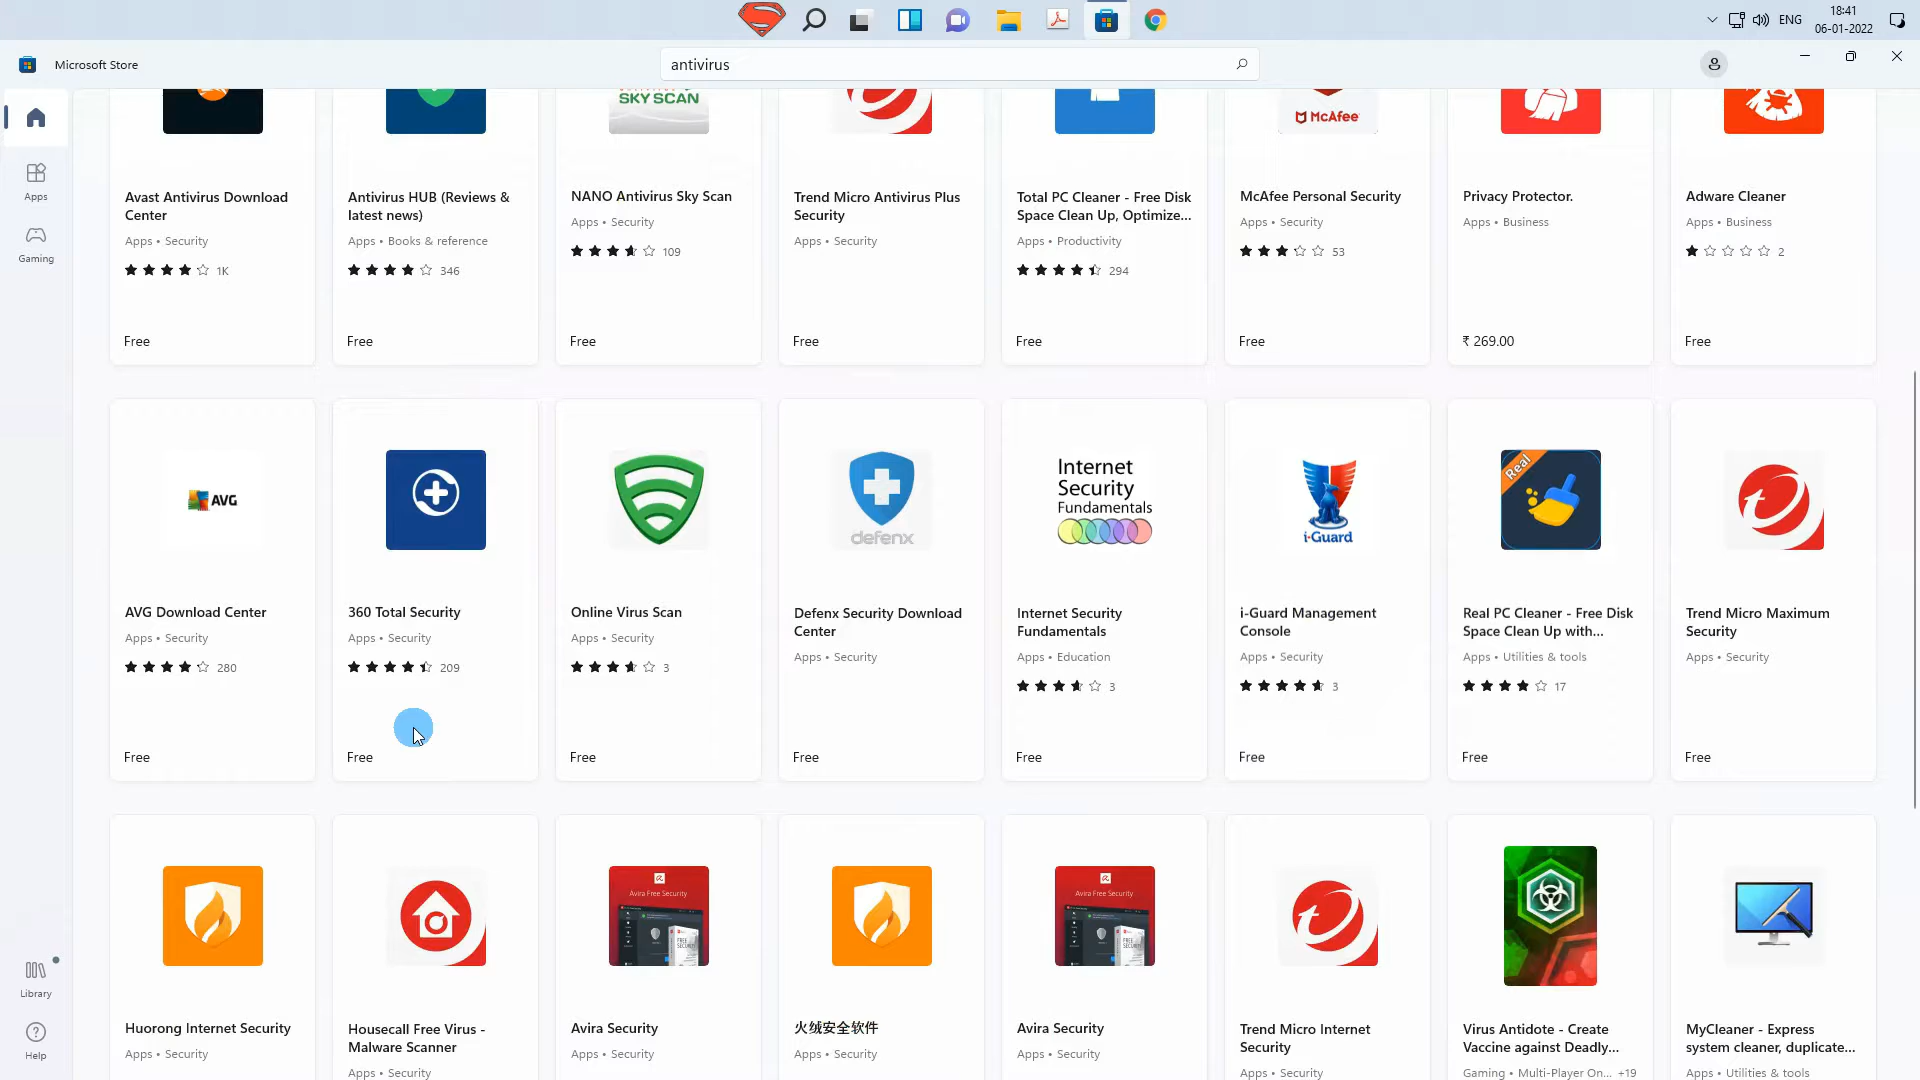 18:41
ENG
06-01-2022
Microsoft Store
antivirus
SKY SCAN
McAfee
Avast Antivirus Download
Center
Apps • Security
1K
Free
Antivirus HUB (Reviews &
latest news)
Apps • Books & reference
346
Free
NANO Antivirus Sky Scan
Apps • Security
109
Free
Trend Micro Antivirus Plus
Security
Apps • Security
Free
Total PC Cleaner - Free Disk
Space Clean Up, Optimize...
Apps • Productivity
294
Free
McAfee Personal Security
Apps • Security
53
Free
Privacy Protector.
Apps • Business
₹ 269.00
Adware Cleaner
Apps • Business
2
Free
Apps
Gaming
AVG
AVG Download Center
Apps • Security
280
Free
360 Total Security
Apps • Security
209
Free
Online Virus Scan
Apps • Security
3
Free
defenx
Defenx Security Download
Center
Apps • Security
Free
Internet
Security
Fundamentals
Internet Security
Fundamentals
Apps • Education
3
Free
i-Guard
i-Guard Management
Console
Apps • Security
3
Free
Real
Real PC Cleaner - Free Disk
Space Clean Up with...
Apps • Utilities & tools
17
Free
Trend Micro Maximum
Security
Apps • Security
Free
Huorong Internet Security
Apps • Security
Housecall Free Virus -
Malware Scanner
Apps • Security
Avira Free Security
Avira Security
Apps • Security
火绒安全软件
Apps • Security
Avira Free Security
Avira Security
Apps • Security
Trend Micro Internet
Security
Apps • Security
Virus Antidote - Create
Vaccine against Deadly...
Gaming • Multi-Player On... +19
MyCleaner - Express
system cleaner, duplicate...
Apps • Utilities & tools
Library
Help